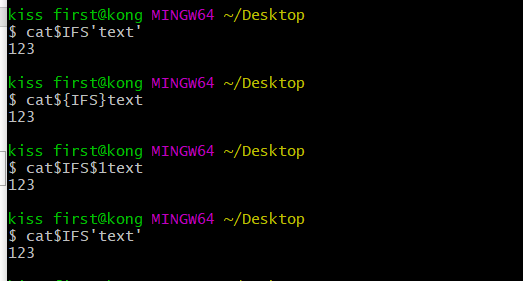 kiss first@kong MINGW64 ~/Desktop
$ cat$IFS'text'
123
kiss first@kong MINGW64 ~/Desktop
$ cat${IFS}text
123
kiss first@kong MINGW64 ~/Desktop
$ cat$IFS$1text
123
kiss first@kong MINGW64 ~/Desktop
$ cat$IFS'text'
123